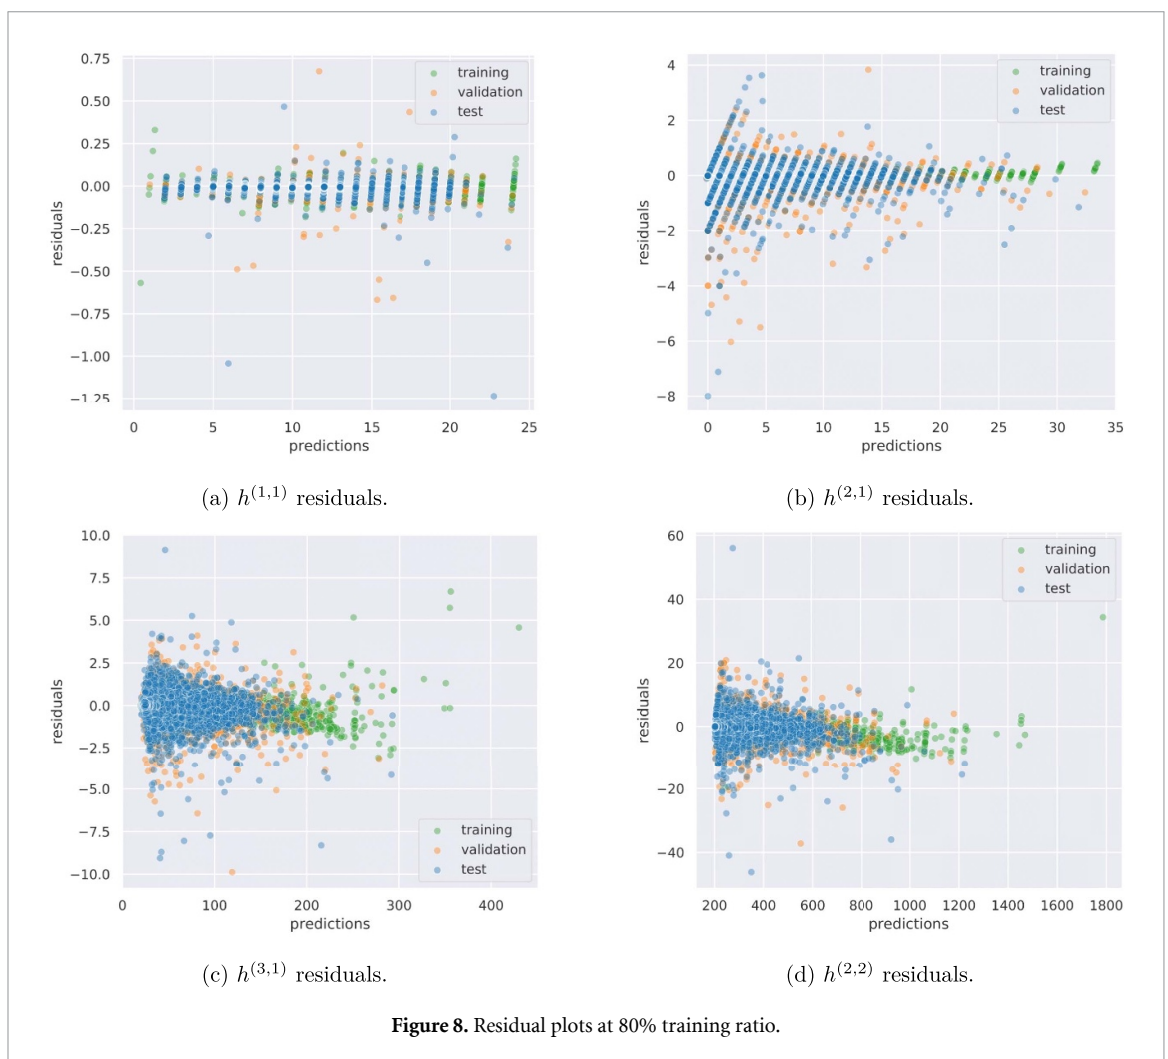 0.75
0.50
0.25
0.00
−0.25
−0.50
−0.75
−1.00
−1.25
residuals
0 5 10 15 20 25
predictions
training
validation
test
(a) h^(1,1) residuals.
4
2
0
−2
−4
−6
−8
residuals
0 5 10 15 20 25 30 35
predictions
training
validation
test
(b) h^(2,1) residuals.
10.0
7.5
5.0
2.5
0.0
−2.5
−5.0
−7.5
−10.0
residuals
0 100 200 300 400
predictions
training
validation
test
(c) h^(3,1) residuals.
60
40
20
0
−20
−40
residuals
200 400 600 800 1000 1200 1400 1600 1800
predictions
training
validation
test
(d) h^(2,2) residuals.
Figure 8. Residual plots at 80% training ratio.